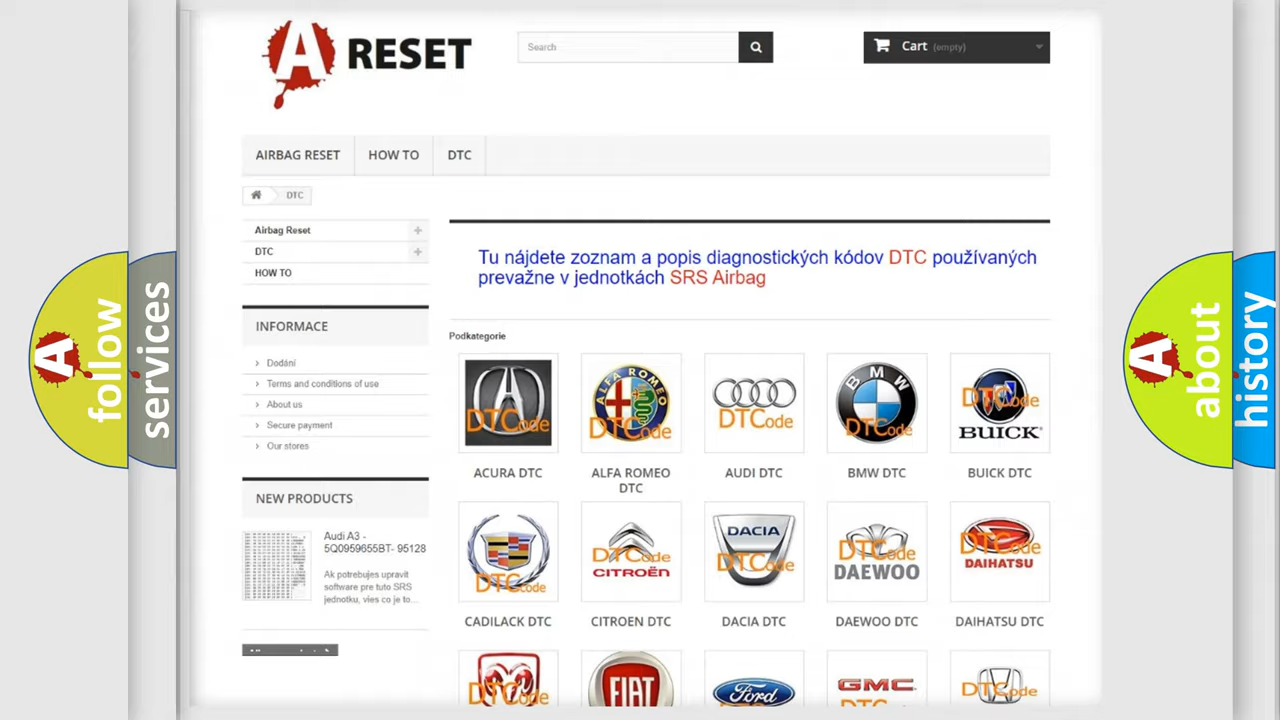 A RESET
Search
Cart (empty)
AIRBAG RESET
HOW TO
DTC
DTC
Airbag Reset
DTC
HOW TO
INFORMACE
Dodání
Terms and conditions of use
About us
Secure payment
Our stores
NEW PRODUCTS
Audi A3 -
5Q0959655BT- 95128
Ak potrebujes upravit
software pre tuto SRS
jednotku, vies co je to...
Tu nájdete zoznam a popis diagnostických kódov DTC používaných
prevažne v jednotkách SRS Airbag
Podkategorie
DTCode
ALFA ROMEO
DTCode
DTCode
BMW
DTCode
DTCode
BUICK
ACURA DTC
ALFA ROMEO
DTC
AUDI DTC
BMW DTC
BUICK DTC
DTCode
DTCode
CITROËN
DACIA
DTCode
DTCode
DAEWOO
DTCode
DAIHATSU
CADILACK DTC
CITROEN DTC
DACIA DTC
DAEWOO DTC
DAIHATSU DTC
DTCode
FIAT
Ford
GMC
DTCode
A follow
services
A about
history